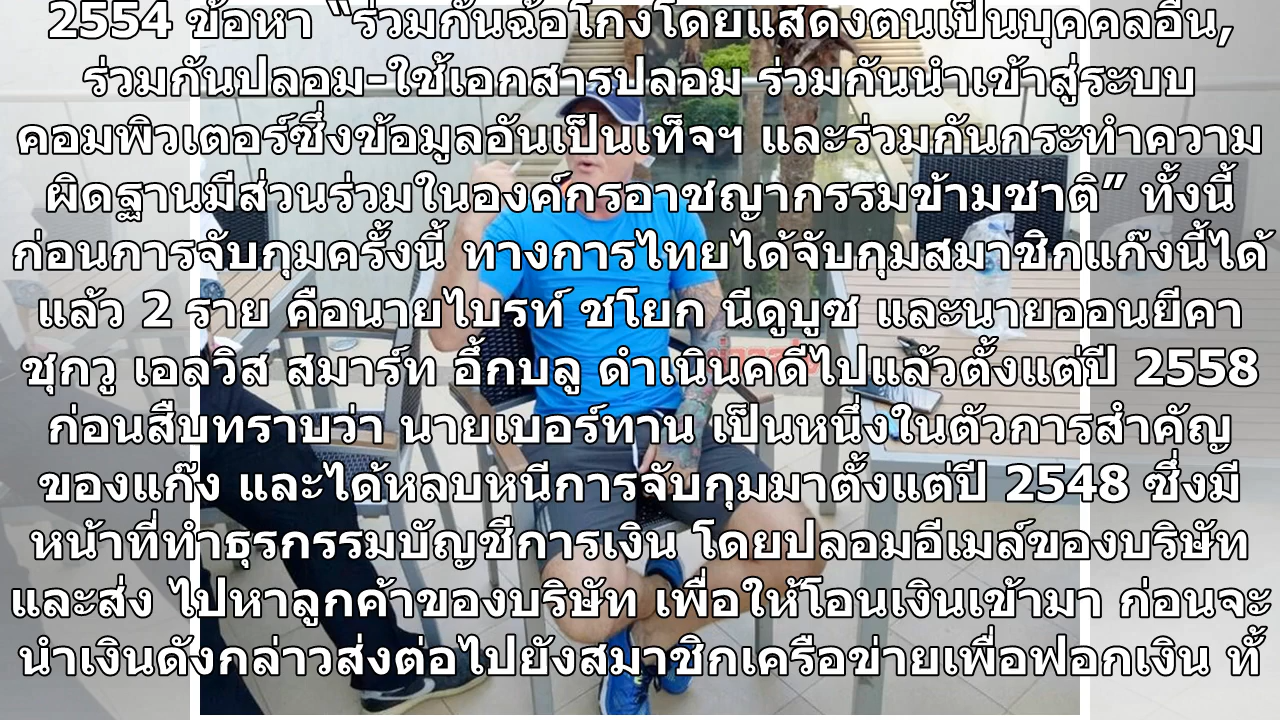 2554 ข้อหา “ร่วมกันฉ้อโกงโดยแสดงตนเป็นบุคคลอื่น,
ร่วมกันปลอม-ใช้เอกสารปลอม ร่วมกันนำเข้าสู่ระบบ
คอมพิวเตอร์ซึ่งข้อมูลอันเป็นเท็จฯ และร่วมกันกระทำความ
ผิดฐานมีส่วนร่วมในองค์กรอาชญากรรมข้ามชาติ” ทั้งนี้
ก่อนการจับกุมครั้งนี้ ทางการไทยได้จับกุมสมาชิกแก๊งนี้ได้
แล้ว 2 ราย คือนายไบรท์ ชโยก นีดูบูซ และนายออนยีคา
ชุกวู เอลวิส สมาร์ท อึ้กบลู ดำเนินคดีไปแล้วตั้งแต่ปี 2558
ก่อนสืบทราบว่า นายเบอร์ทาน เป็นหนึ่งในตัวการสำคัญ
ของแก๊ง และได้หลบหนีการจับกุมมาตั้งแต่ปี 2548 ซึ่งมี
หน้าที่ทำธุรกรรมบัญชีการเงิน โดยปลอมอีเมล์ของบริษัท
และส่ง ไปหาลูกค้าของบริษัท เพื่อให้โอนเงินเข้ามา ก่อนจะ
นำเงินดังกล่าวส่งต่อไปยังสมาชิกเครือข่ายเพื่อฟอกเงิน ทั้